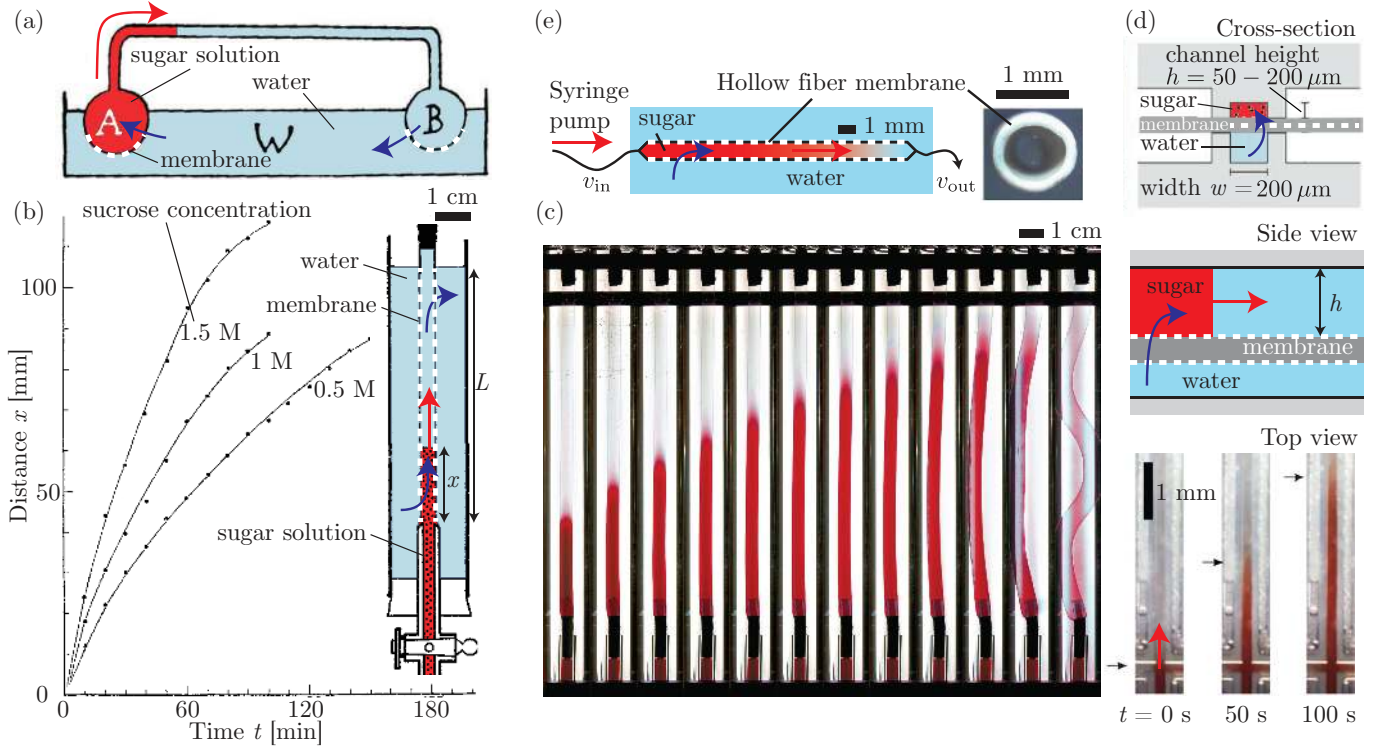 (a)
sugar solution
water
A
B
W
membrane
(b)
sucrose concentration
1 cm
100
50
0
1.5 M
1 M
0.5 M
water
membrane
L
x
sugar solution
0
60
120
180
Distance x [mm]
Time t [min]
(e)
Syringe
pump
Hollow fiber membrane
sugar
1 mm
water
v_in
v_out
1 mm
(c)
1 cm
(d)
Cross-section
channel height
h = 50 − 200 μm
sugar
membrane
water
width w = 200 μm
Side view
sugar
h
membrane
water
Top view
1 mm
t = 0 s
50 s
100 s